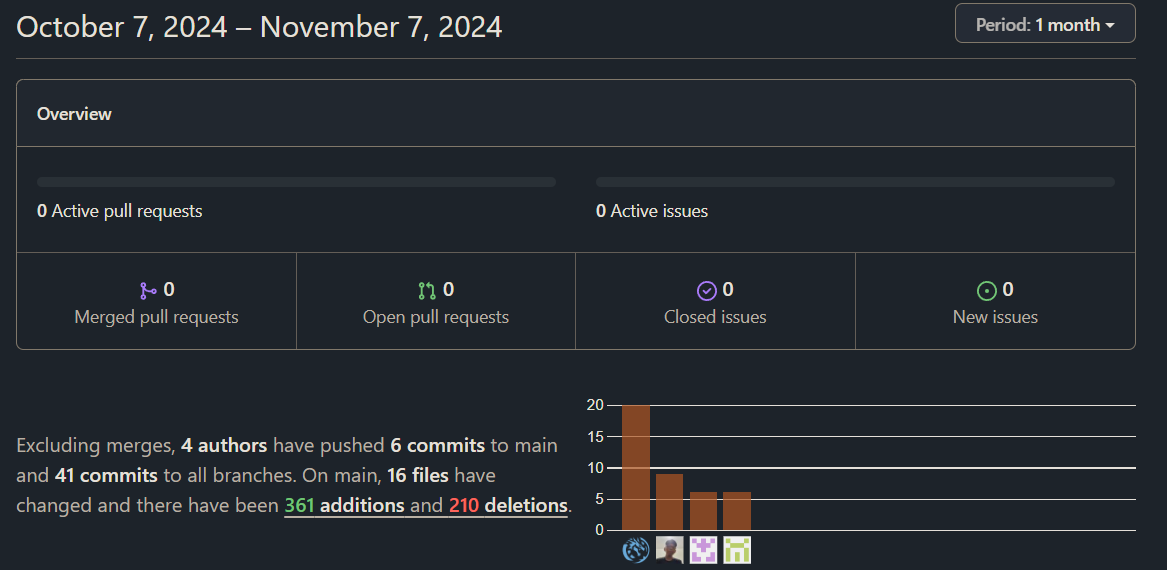 October 7, 2024 – November 7, 2024
Period: 1 month
Overview
0 Active pull requests
0 Active issues
0
Merged pull requests
0
Open pull requests
0
Closed issues
0
New issues
Excluding merges, 4 authors have pushed 6 commits to main
and 41 commits to all branches. On main, 16 files have
changed and there have been 361 additions and 210 deletions.
20
15
10
5
0